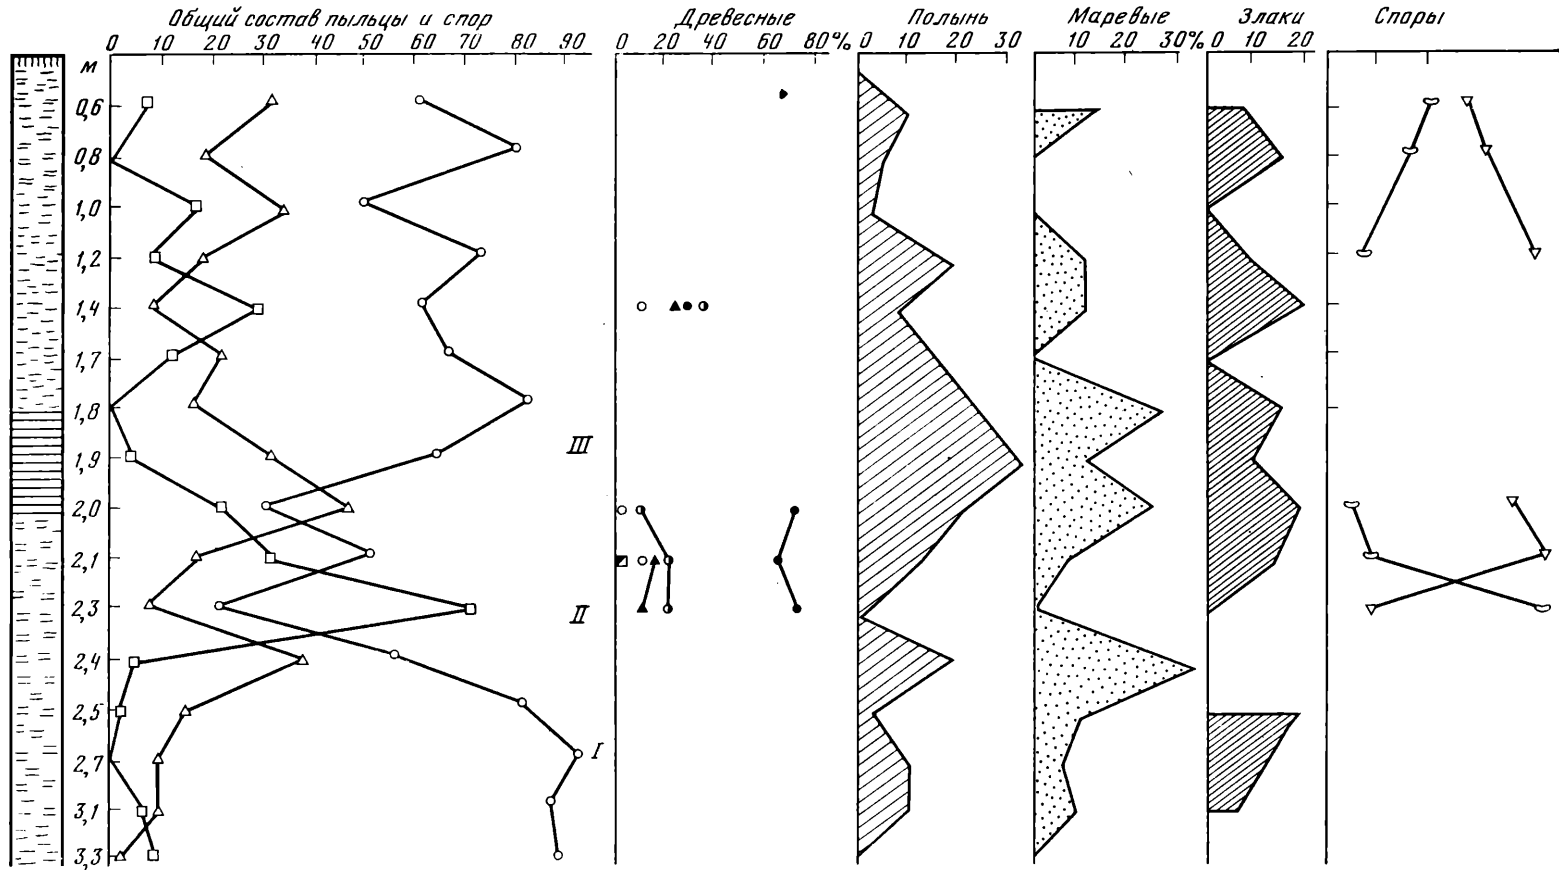 Общий состав пыльцы и спор Древесные Полынь Маревые Злаки Споры
0 10 20 30 40 50 60 70 80 90 0 20 40 60 80% 0 10 20 30 10 20 30% 0 10 20
м
0,6
0,8
1,0
1,2
1,4
1,7
1,8
1,9 III
2,0
2,1
2,3 II
2,4
2,5
2,7 I
3,1
3,3